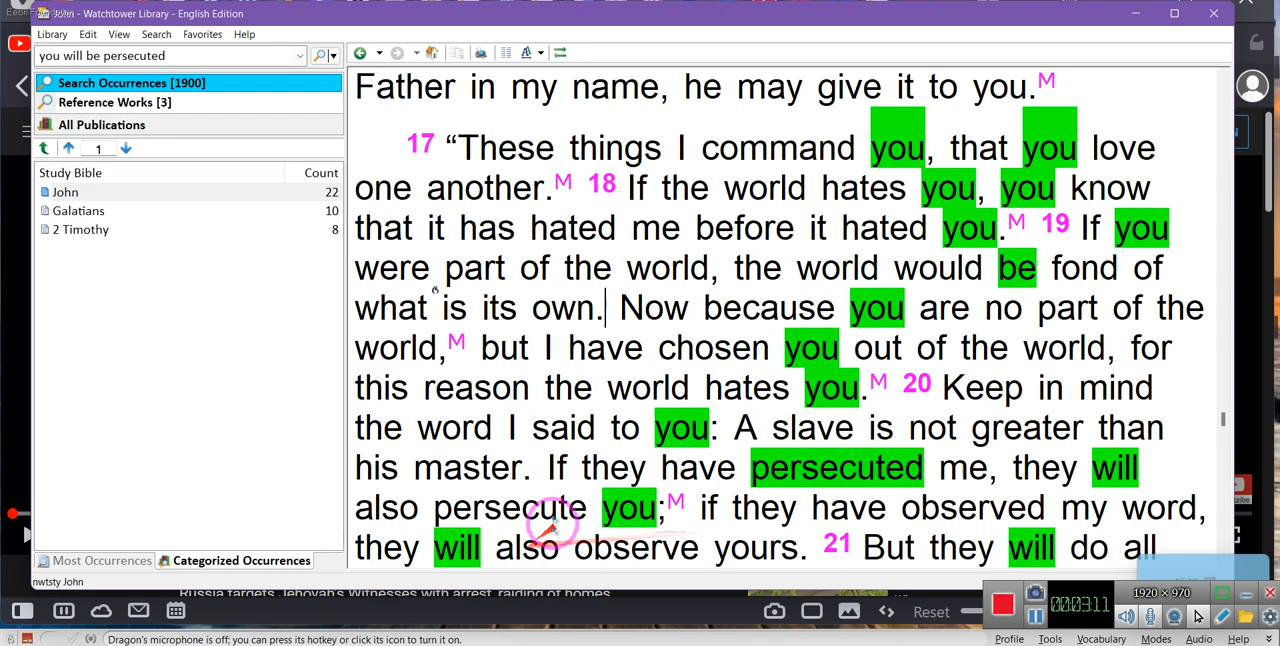 John - Watchtower Library - English Edition
Library Edit View Search Favorites Help
you will be persecuted
Search Occurrences [1900]
Reference Works [3]
All Publications
1
Study Bible Count
John 22
Galatians 10
2 Timothy 8
Father in my name, he may give it to you.M
17 “These things I command you, that you love
one another.M 18 If the world hates you, you know
that it has hated me before it hated you.M 19 If you
were part of the world, the world would be fond of
what is its own. Now because you are no part of the
world,M but I have chosen you out of the world, for
this reason the world hates you.M 20 Keep in mind
the word I said to you: A slave is not greater than
his master. If they have persecuted me, they will
also persecute you;M if they have observed my word,
they will also observe yours. 21 But they will do all
Most Occurrences Categorized Occurrences
nwtsty John
Russia targets Jehovah's Witnesses with arrest, raiding of homes
Reset
1920 × 970
00:03:11
Dragon's microphone is off; you can press its hotkey or click its icon to turn it on.
Profile Tools Vocabulary Modes Audio Help